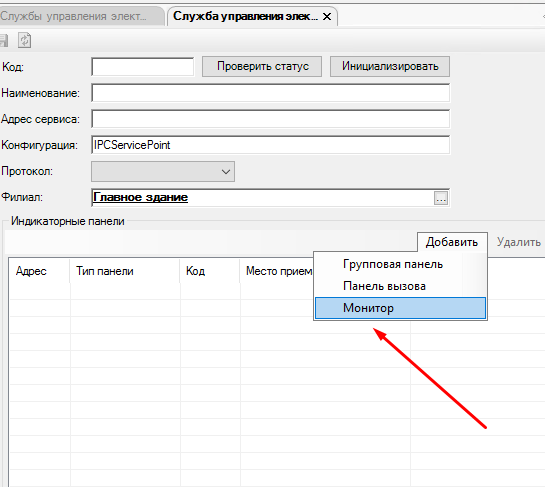 Службы управления элект...
Служба управления элек...
Код:
Проверить статус
Инициализировать
Наименование:
Адрес сервиса:
Конфигурация:
IPCServicePoint
Протокол:
Филиал:
Главное здание
...
Индикаторные панели
Добавить
Удалить
Адрес
Тип панели
Код
Место прием
Групповая панель
Панель вызова
Монитор